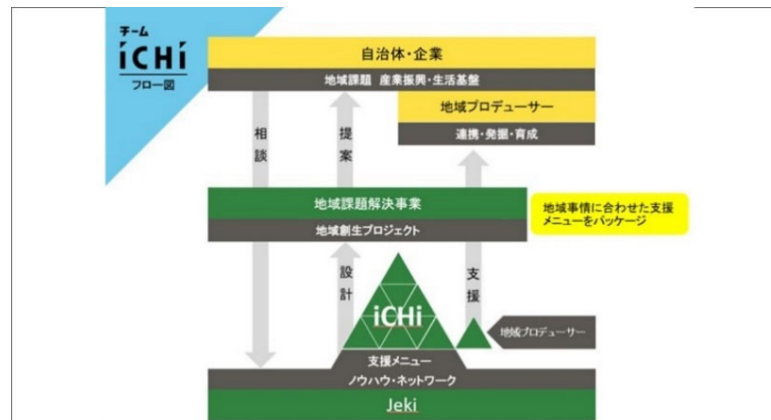 チーム
iCHi
フロー図
自治体・企業
地域課題 産業振興・生活基盤
地域プロデューサー
連携・発掘・育成
相談
提案
地域課題解決事業
地域創生プロジェクト
地域事情に合わせた支援
メニューをパッケージ
設計
支援
iCHi
地域プロデューサー
支援メニュー
ノウハウ・ネットワーク
Jeki